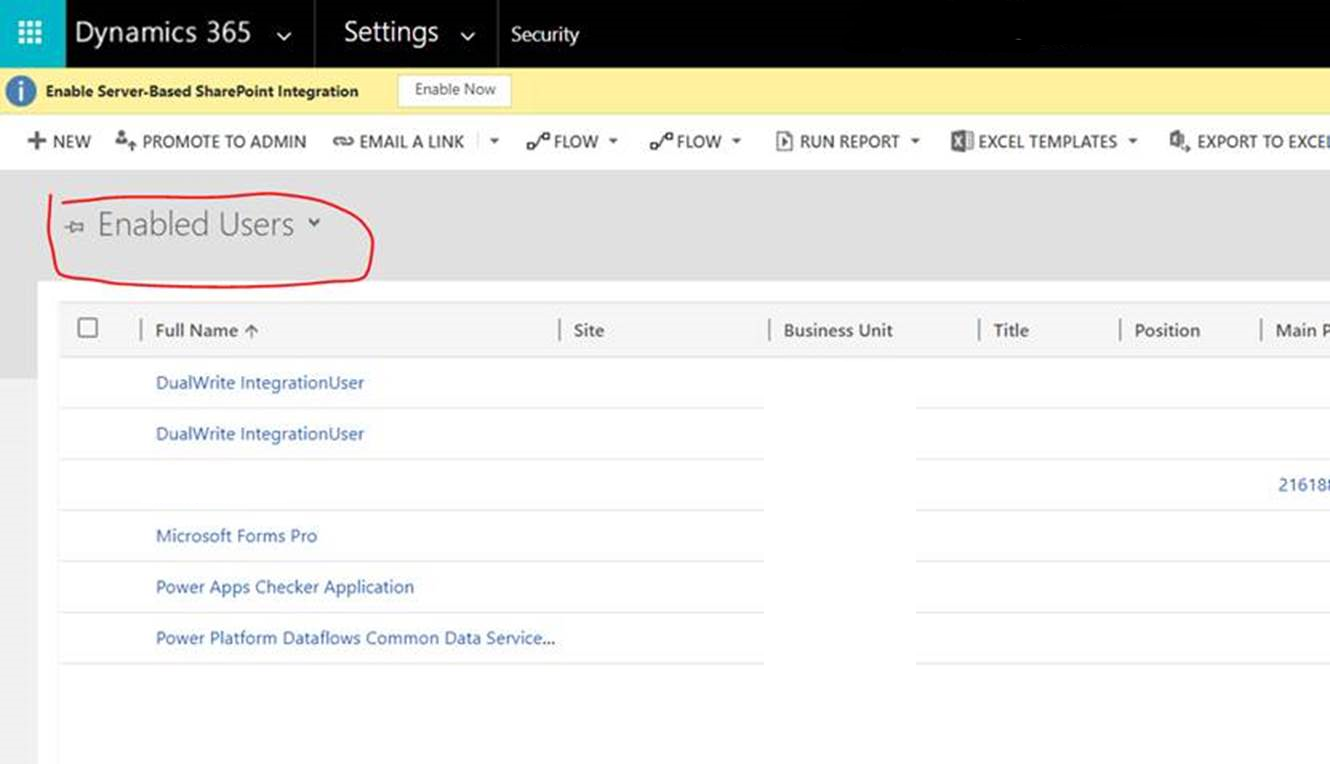 Dynamics 365 Settings Security
Enable Server-Based SharePoint Integration Enable Now
NEW PROMOTE TO ADMIN EMAIL A LINK FLOW FLOW RUN REPORT EXCEL TEMPLATES EXPORT TO EXCEL
Enabled Users
Full Name Site Business Unit Title Position Main P
DualWrite IntegrationUser
DualWrite IntegrationUser
21618
Microsoft Forms Pro
Power Apps Checker Application
Power Platform Dataflows Common Data Service...